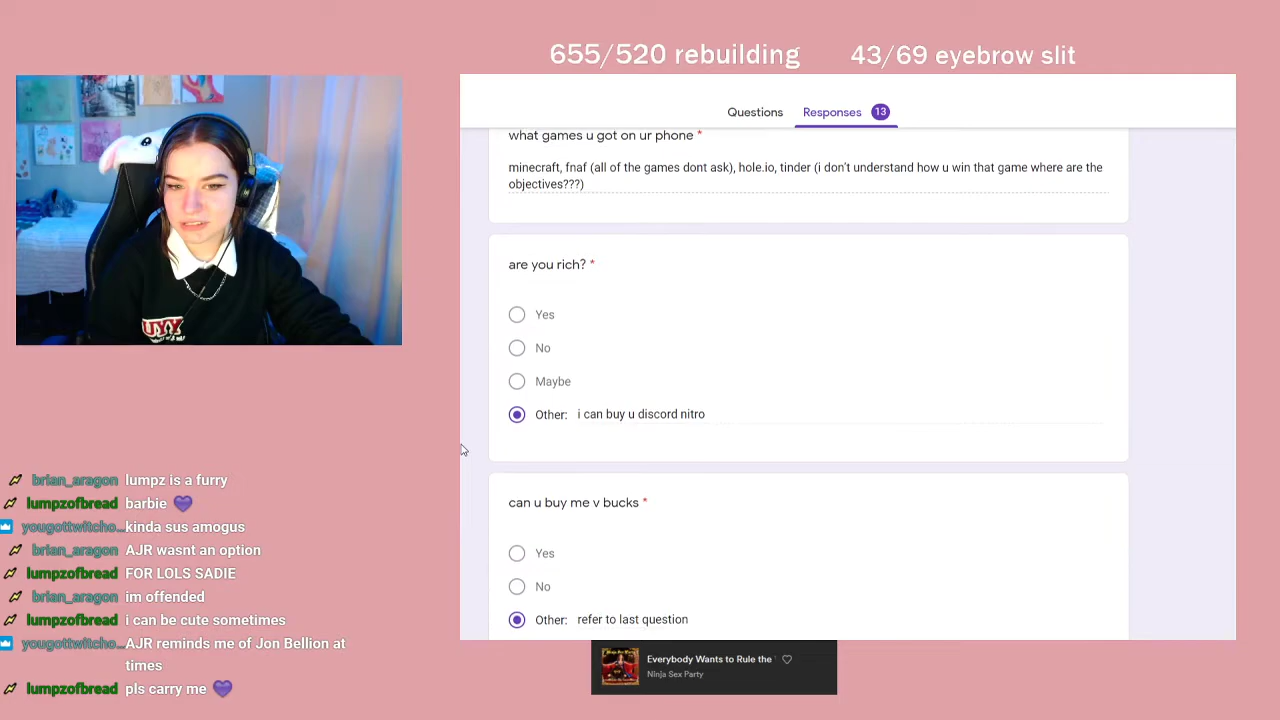 655/520 rebuilding
43/69 eyebrow slit
Questions
Responses 13
what games u got on ur phone *
minecraft, fnaf (all of the games dont ask), hole.io, tinder (i don't understand how u win that game where are the
objectives???)
are you rich? *
Yes
No
Maybe
Other: i can buy u discord nitro
can u buy me v bucks *
Yes
No
Other: refer to last question
brian_aragon lumpz is a furry
lumpzofbread barbie 💜
yougottwitcho... kinda sus amogus
brian_aragon AJR wasnt an option
lumpzofbread FOR LOLS SADIE
brian_aragon im offended
lumpzofbread i can be cute sometimes
yougottwitcho... AJR reminds me of Jon Bellion at
times
lumpzofbread pls carry me 💜
Everybody Wants to Rule the
Ninja Sex Party